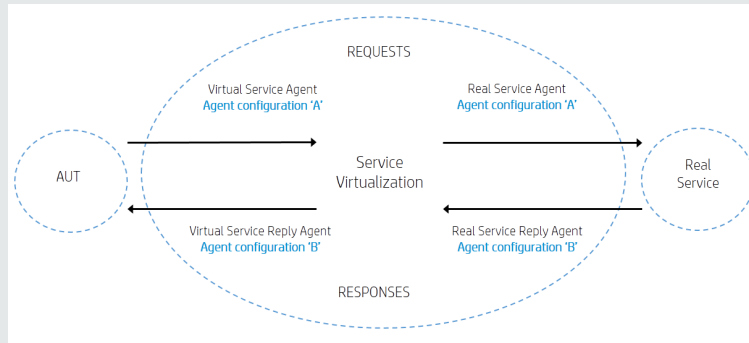 REQUESTS
Virtual Service Agent
Agent configuration 'A'
Real Service Agent
Agent configuration 'A'
AUT
Service
Virtualization
Real
Service
Virtual Service Reply Agent
Agent configuration 'B'
Real Service Reply Agent
Agent configuration 'B'
RESPONSES